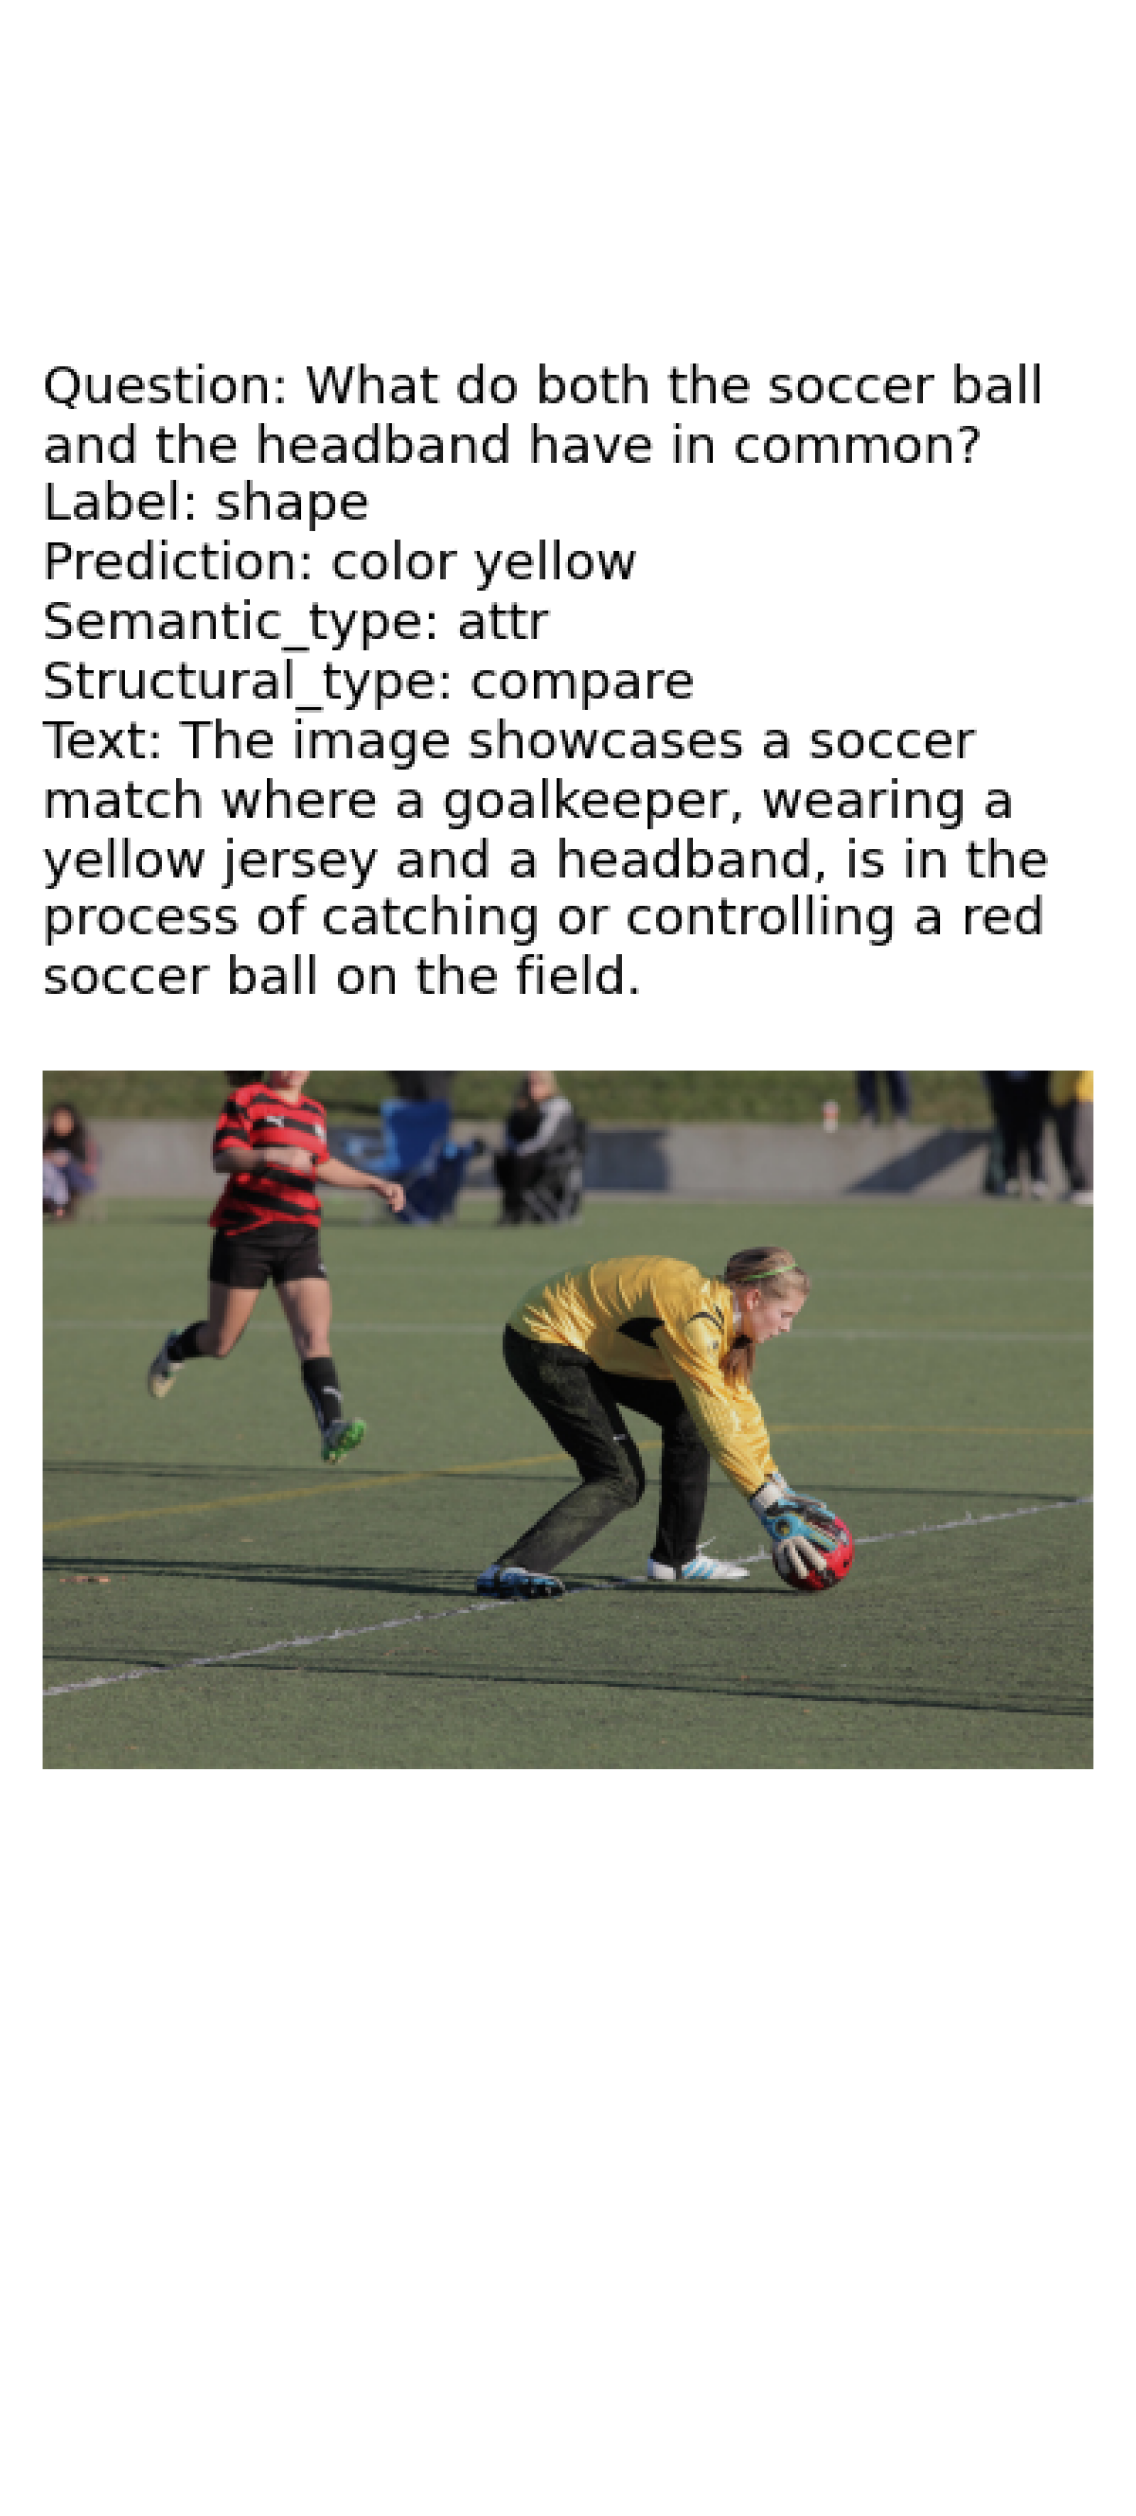 Question: What do both the soccer ball
and the headband have in common?
Label: shape
Prediction: color yellow
Semantic_type: attr
Structural_type: compare
Text: The image showcases a soccer
match where a goalkeeper, wearing a
yellow jersey and a headband, is in the
process of catching or controlling a red
soccer ball on the field.